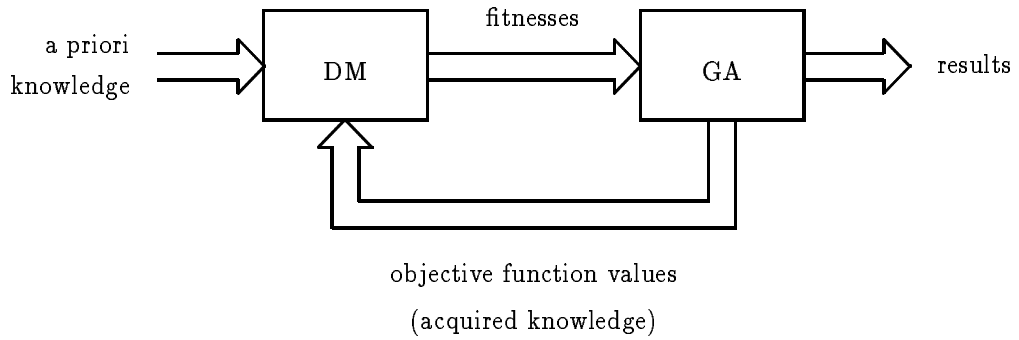 fitnesses
a priori
knowledge
DM
GA
results
objective function values
(acquired knowledge)